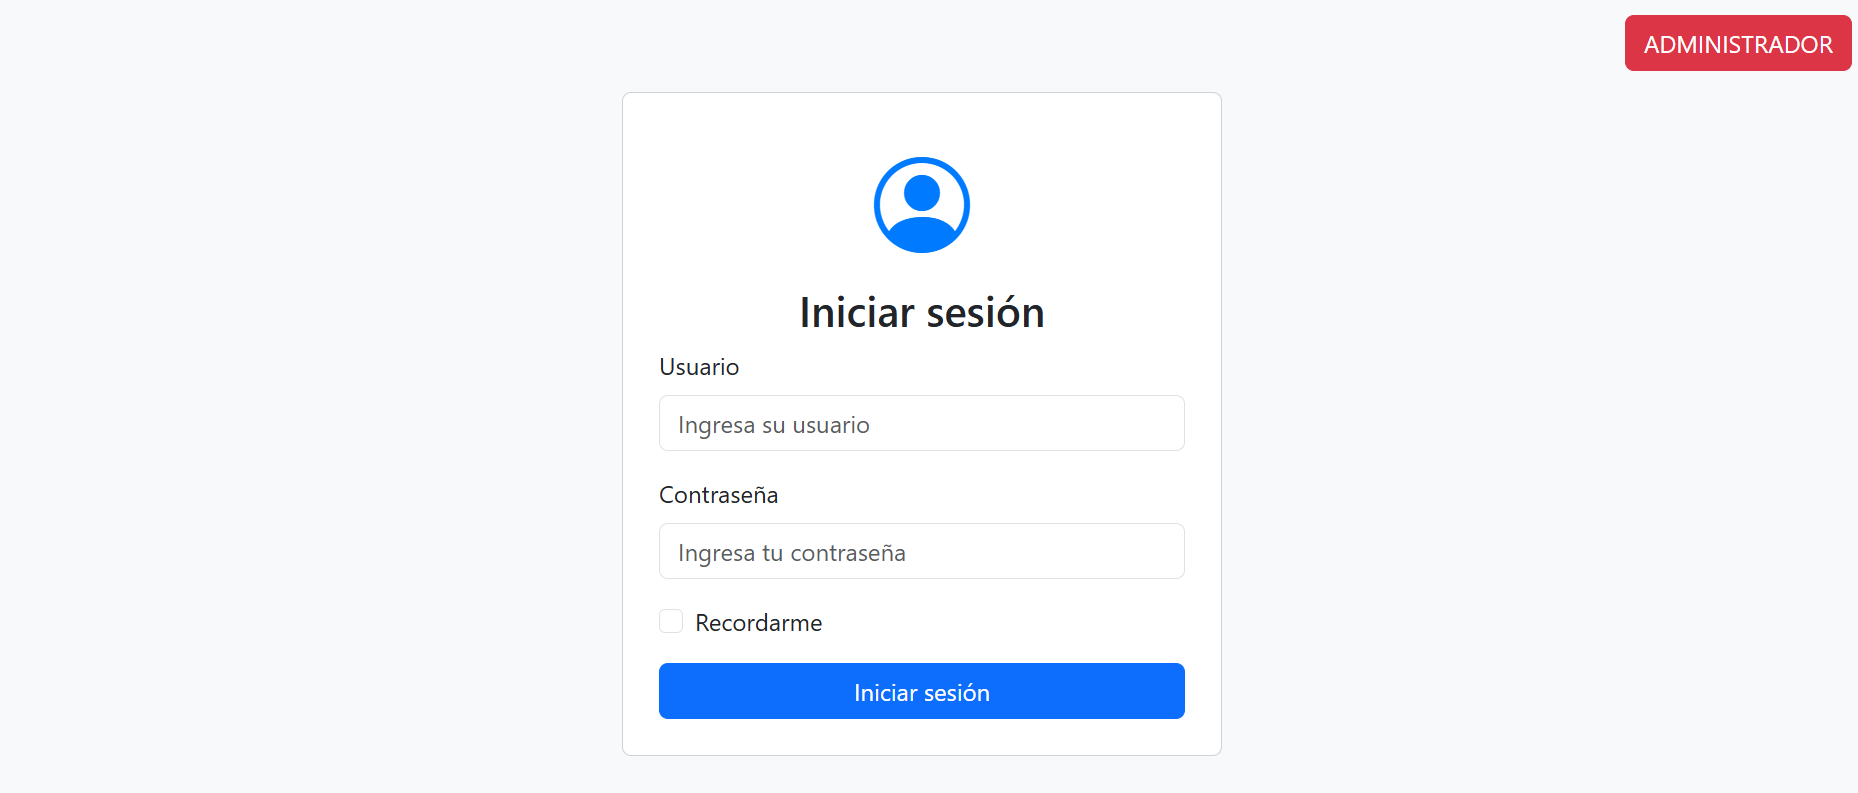 ADMINISTRADOR
Iniciar sesión
Usuario
Ingresa su usuario
Contraseña
Ingresa tu contraseña
Recordarme
Iniciar sesión